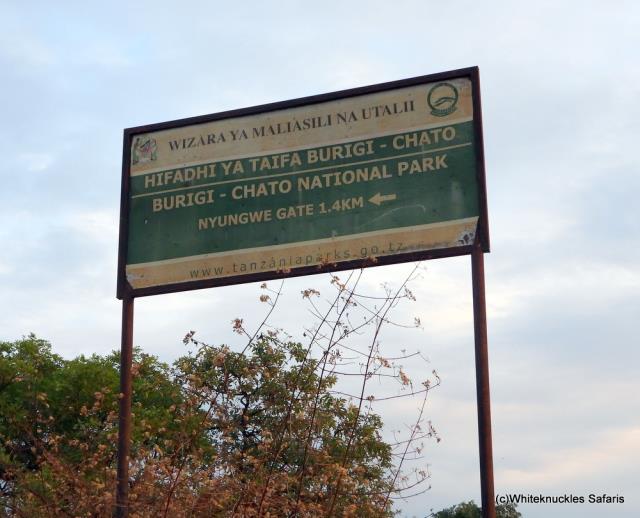 WIZARA YA MALIASILI NA UTALII
HIFADHI YA TAIFA BURIGI - CHATO
BURIGI - CHATO NATIONAL PARK
NYUNGWE GATE 1.4KM
www.tanzaniaparks.go.tz
(c)Whiteknuckles Safaris